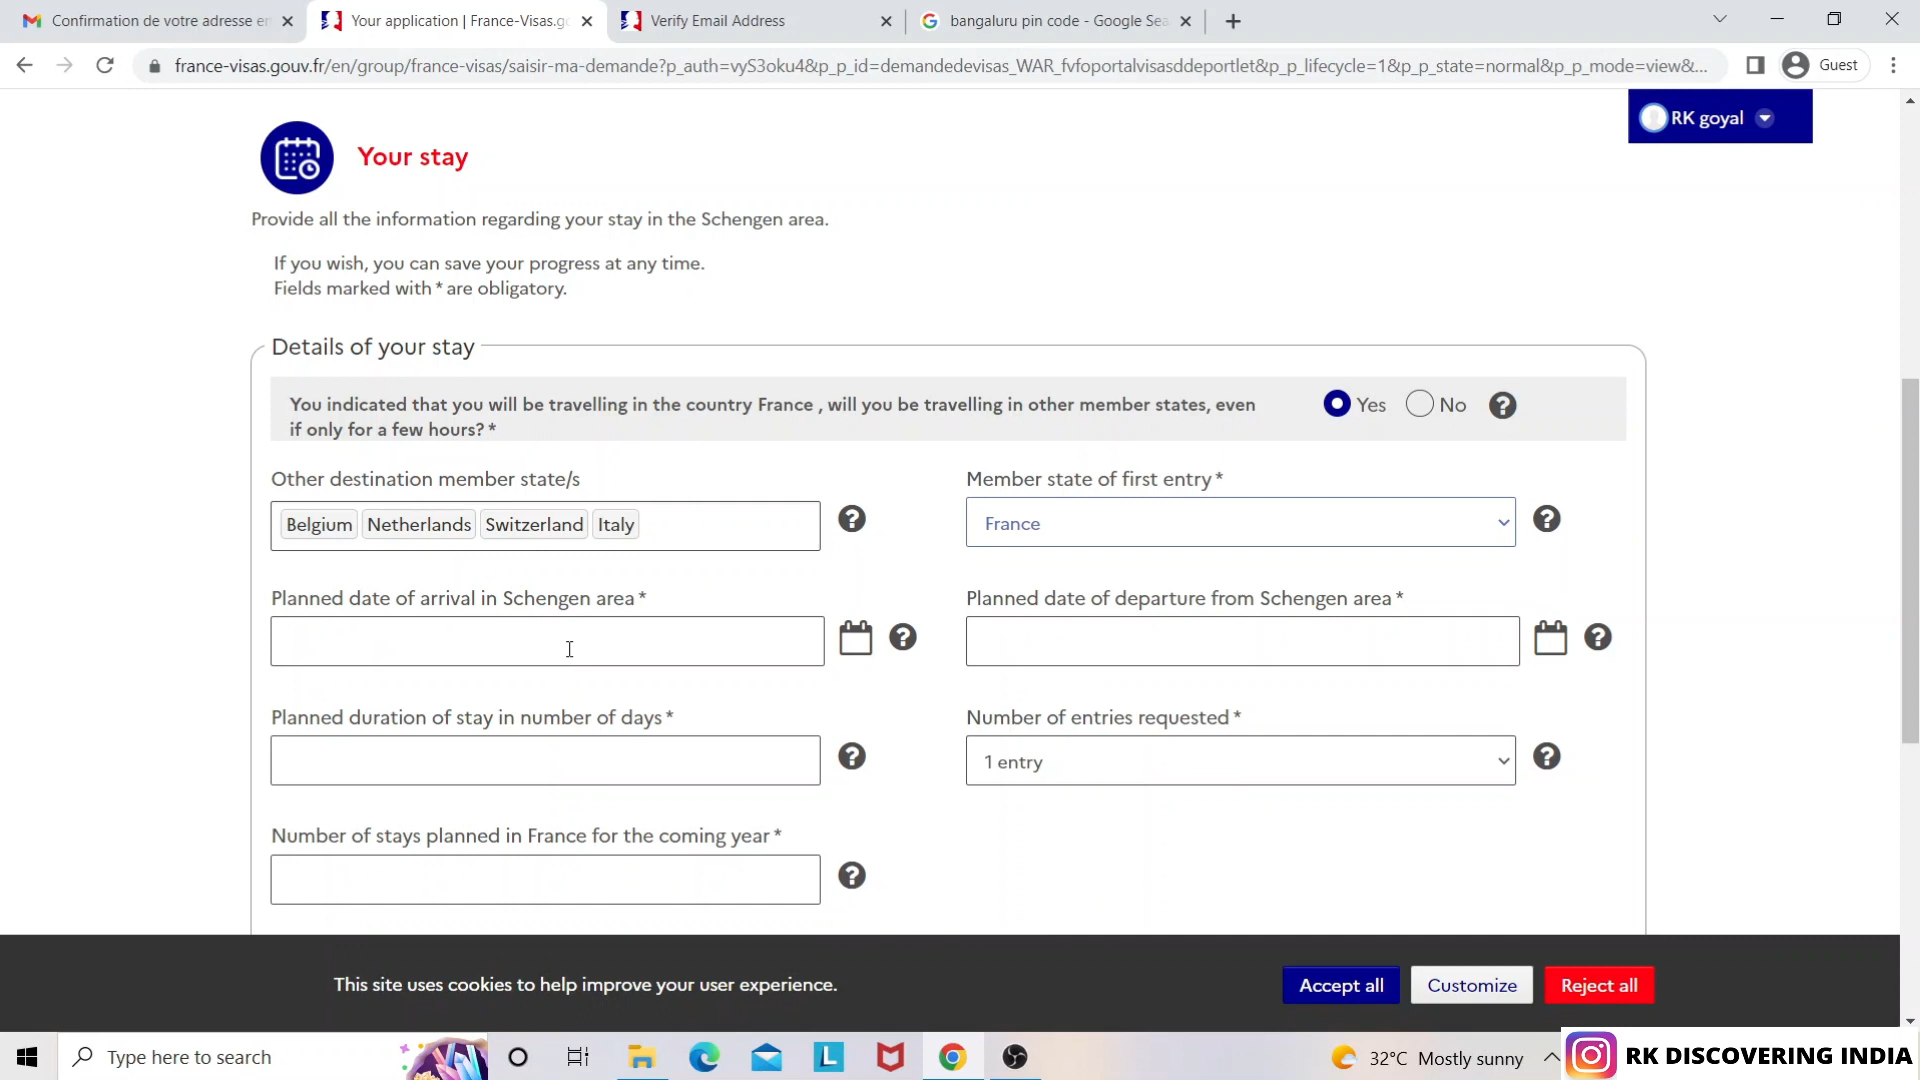 Confirmation de votre adresse en
Your application | France-Visas.go
Verify Email Address
bangaluru pin code - Google Sea
france-visas.gouv.fr/en/group/france-visas/saisir-ma-demande?p_auth=vyS3oku4&p_p_id=demandedevisas_WAR_fvfoportalvisasddeportlet&p_p_lifecycle=1&p_p_state=normal&p_p_mode=view&...
Guest
RK goyal
Your stay
Provide all the information regarding your stay in the Schengen area.
If you wish, you can save your progress at any time.
Fields marked with * are obligatory.
Details of your stay
You indicated that you will be travelling in the country France , will you be travelling in other member states, even
if only for a few hours? *
Yes No
Other destination member state/s
Member state of first entry *
Belgium Netherlands Switzerland Italy
France
Planned date of arrival in Schengen area *
Planned date of departure from Schengen area *
Planned duration of stay in number of days *
Number of entries requested *
1 entry
Number of stays planned in France for the coming year *
This site uses cookies to help improve your user experience.
Accept all
Customize
Reject all
Type here to search
32°C Mostly sunny
RK DISCOVERING INDIA